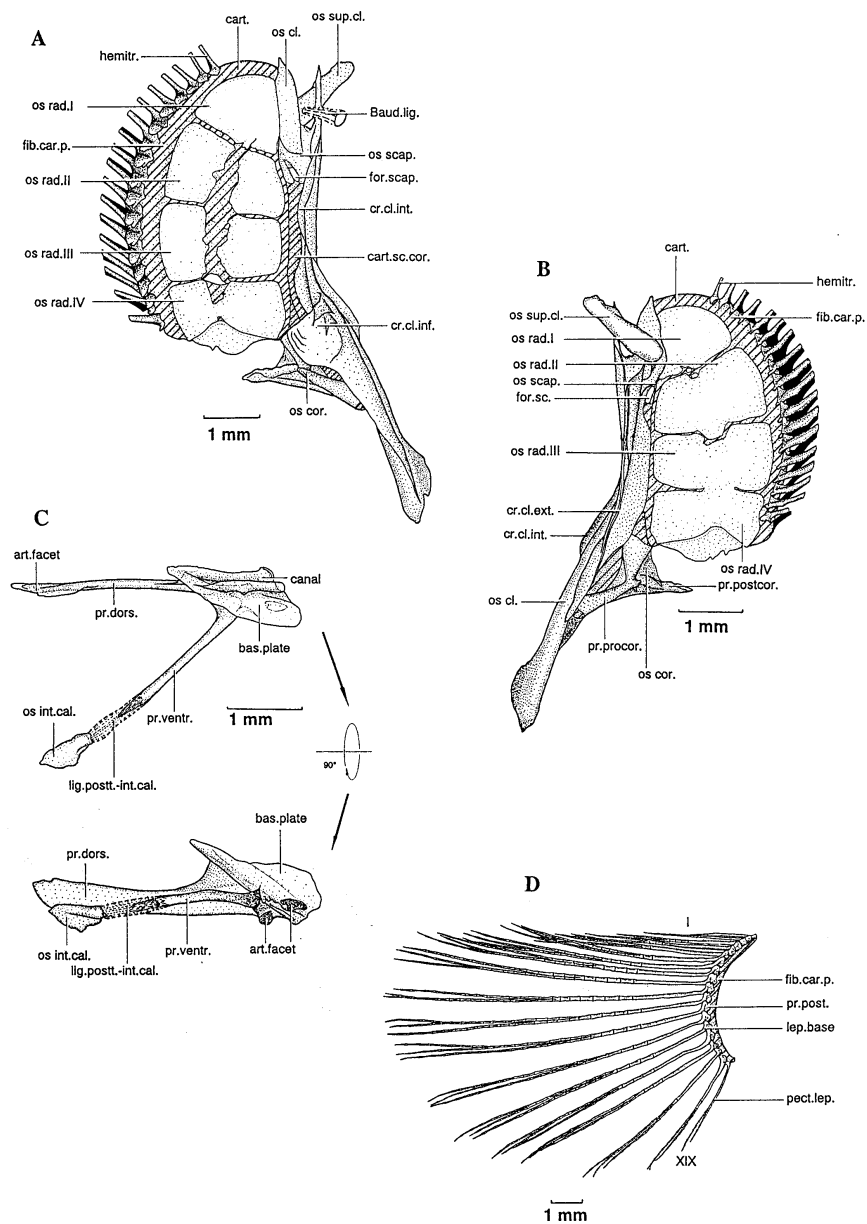 A
hemitr.
cart.
os cl.
os sup.cl.
os rad.I
Baud.lig.
fib.car.p.
os scap.
os rad.II
for.scap.
cr.cl.int.
os rad.III
cart.sc.cor.
os rad.IV
cr.cl.inf.
os cor.
1 mm
B
cart.
hemitr.
os sup.cl.
fib.car.p.
os rad.I
os rad.II
os scap.
for.sc.
os rad.III
cr.cl.ext.
cr.cl.int.
os rad.IV
pr.postcor.
os cl.
pr.procor.
os cor.
1 mm
C
art.facet
canal
pr.dors.
bas.plate
pr.ventr.
os int.cal.
1 mm
lig.postt.-int.cal.
90°
bas.plate
pr.dors.
os int.cal.
pr.ventr.
art.facet
lig.postt.-int.cal.
D
I
fib.car.p.
pr.post.
lep.base
pect.lep.
XIX
1 mm